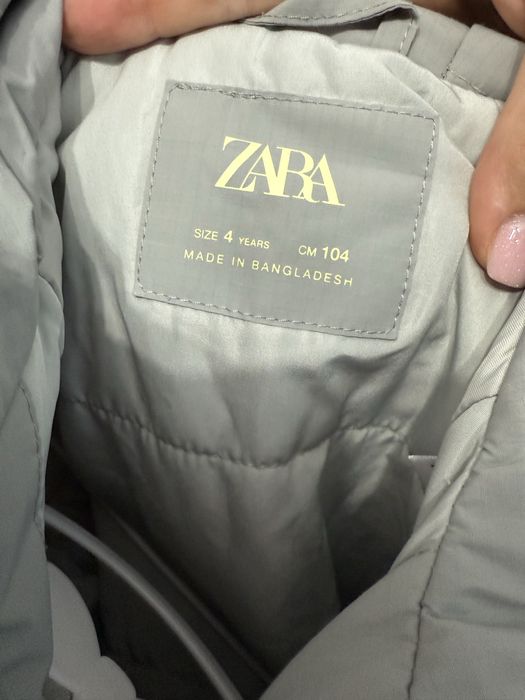 ZARA
SIZE 4 YEARS CM 104
MADE IN BANGLADESH